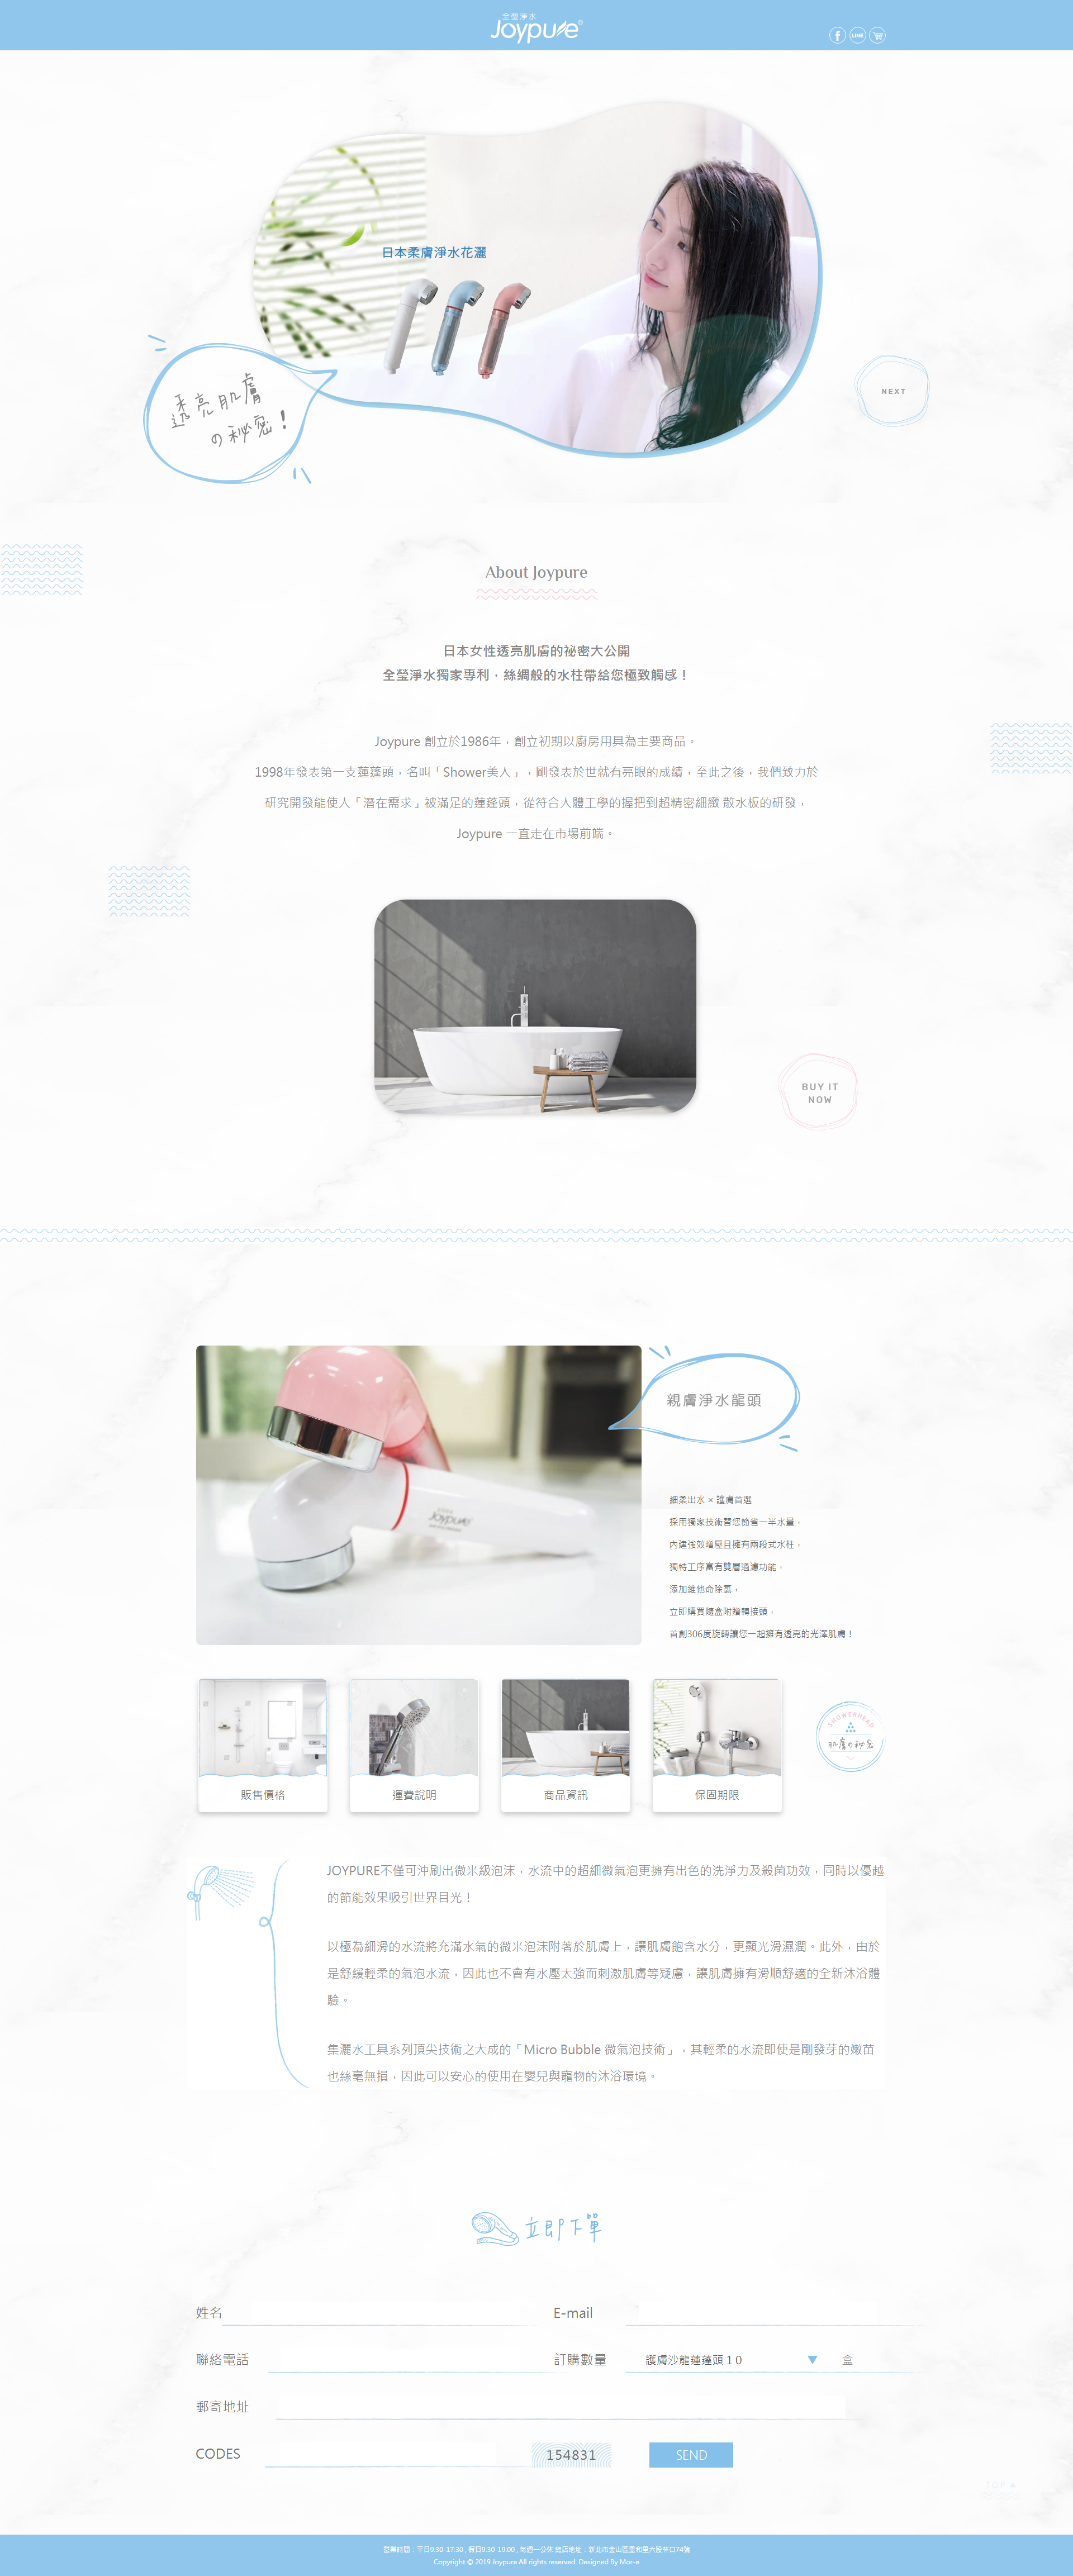 全瑩淨水
Joypure®
LINE
日本柔膚淨水花灑
透亮肌膚
の秘密！
NEXT
About Joypure
日本女性透亮肌膚的祕密大公開
全瑩淨水獨家專利，絲綢般的水柱帶給您極致觸感！
Joypure 創立於1986年，創立初期以廚房用具為主要商品。
1998年發表第一支蓮蓬頭，名叫「Shower美人」，剛發表於世就有亮眼的成績，至此之後，我們致力於
研究開發能使人「潛在需求」被滿足的蓮蓬頭，從符合人體工學的握把到超精密細緻 散水板的研發，
Joypure 一直走在市場前端。
BUY IT
NOW
親膚淨水龍頭
Joypure
細柔出水 × 護膚首選
採用獨家技術替您節省一半水量，
內建強效增壓且擁有兩段式水柱，
獨特工序富有雙層過濾功能，
添加維他命除氯，
立即購買隨盒附贈轉接頭，
首創306度旋轉讓您一起擁有透亮的光澤肌膚！
SHOWERHEAD
肌膚の祕密
販售價格
運費說明
商品資訊
保固期限
JOYPURE不僅可沖刷出微米級泡沫，水流中的超細微氣泡更擁有出色的洗淨力及殺菌功效，同時以優越
的節能效果吸引世界目光！
以極為細滑的水流將充滿水氣的微米泡沫附著於肌膚上，讓肌膚飽含水分，更顯光滑濕潤。此外，由於
是舒緩輕柔的氣泡水流，因此也不會有水壓太強而刺激肌膚等疑慮，讓肌膚擁有滑順舒適的全新沐浴體
驗。
集灑水工具系列頂尖技術之大成的「Micro Bubble 微氣泡技術」，其輕柔的水流即使是剛發芽的嫩苗
也絲毫無損，因此可以安心的使用在嬰兒與寵物的沐浴環境。
立即下單
姓名
E-mail
聯絡電話
訂購數量
護膚沙龍蓮蓬頭 1 0
盒
郵寄地址
CODES
154831
SEND
TOP
營業時間：平日9:30-17:30 , 假日9:30-19:00 , 每週一公休 總店地址：新北市金山區重和里六股林口74號
Copyright © 2019 Joypure All rights reserved. Designed By Mor-e